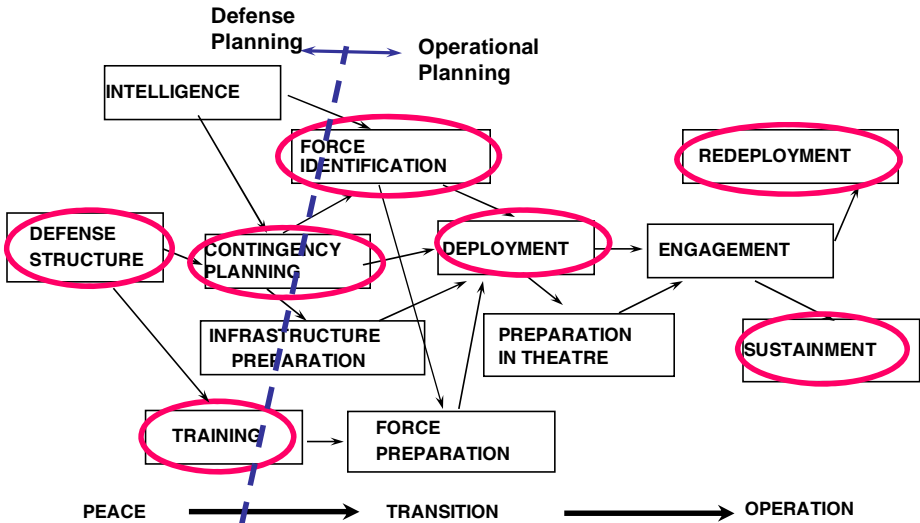 Defense
Planning
Operational
Planning
INTELLIGENCE
FORCE
IDENTIFICATION
REDEPLOYMENT
DEFENSE
STRUCTURE
CONTINGENCY
PLANNING
DEPLOYMENT
ENGAGEMENT
INFRASTRUCTURE
PREPARATION
PREPARATION
IN THEATRE
SUSTAINMENT
TRAINING
FORCE
PREPARATION
PEACE
TRANSITION
OPERATION